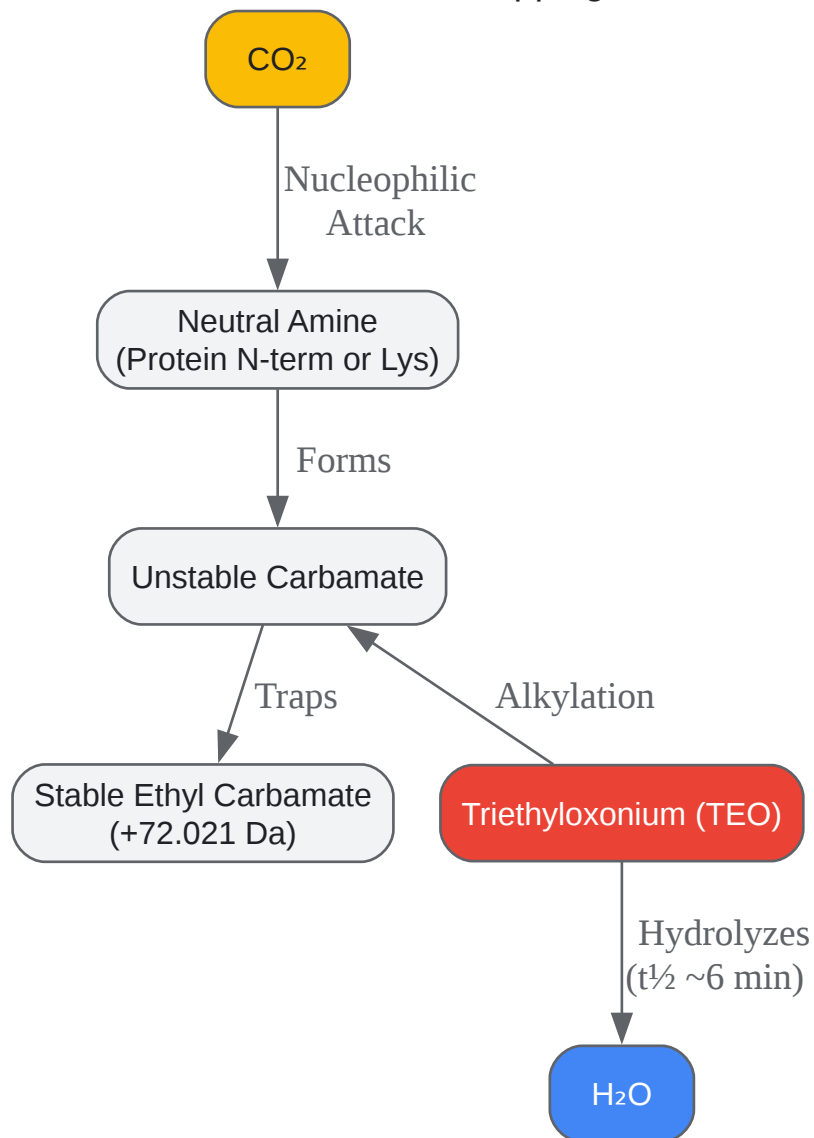 CO₂
Nucleophilic
Attack
Neutral Amine
(Protein N-term or Lys)
Forms
Unstable Carbamate
Traps
Alkylation
Stable Ethyl Carbamate
(+72.021 Da)
Triethyloxonium (TEO)
Hydrolyzes
(t½ ~6 min)
H₂O